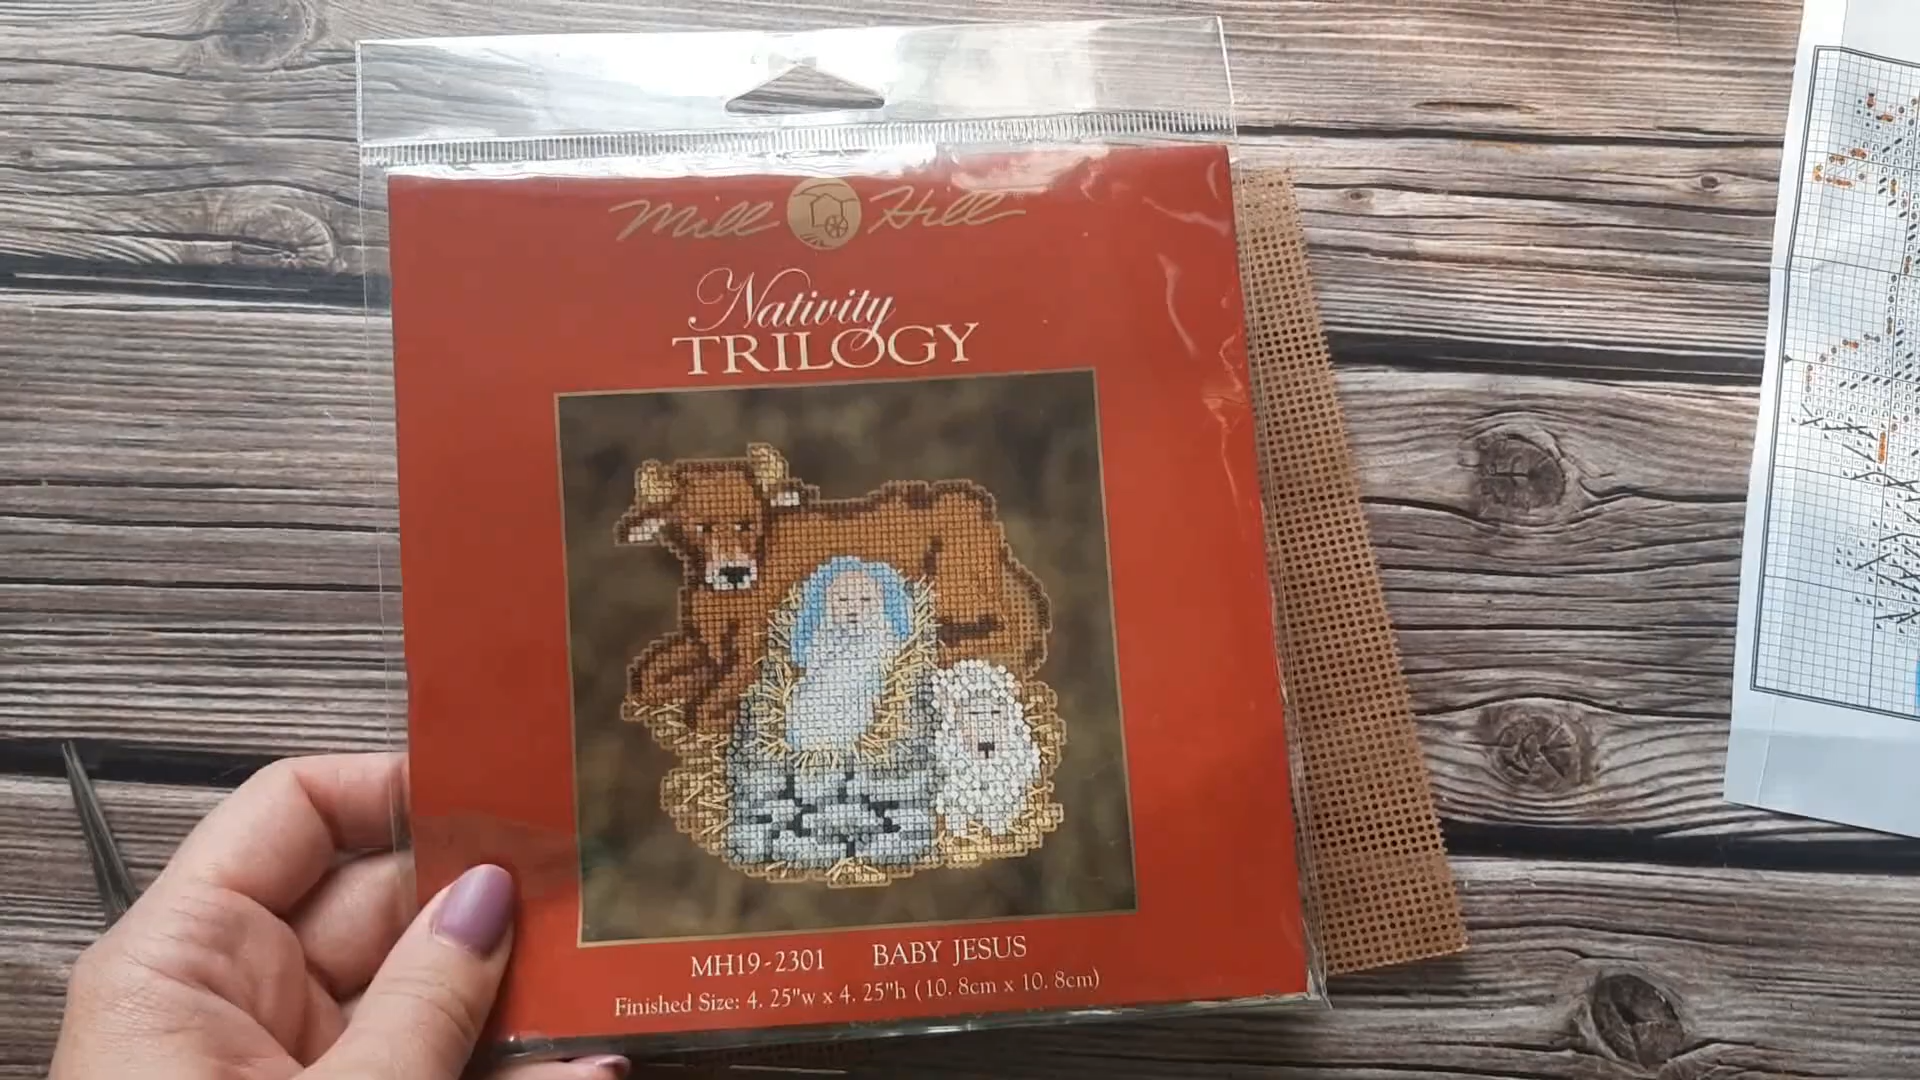 Mill Hill
Nativity
TRILOGY
MH19-2301 BABY JESUS
Finished Size: 4. 25"w x 4. 25"h (10. 8cm x 10. 8cm)